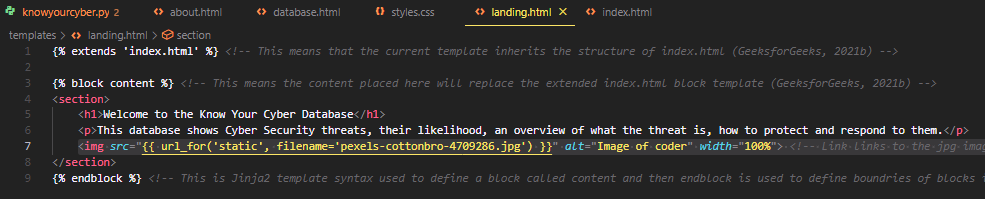 knowyourcyber.py 2 about.html database.html styles.css landing.html index.html
templates > landing.html > section
1 {% extends 'index.html' %} <!-- This means that the current template inherits the structure of index.html (GeeksforGeeks, 2021b) -->
2
3 {% block content %} <!-- This means the content placed here will replace the extended index.html block template (GeeksforGeeks, 2021b) -->
4 <section>
5 <h1>Welcome to the Know Your Cyber Database</h1>
6 <p>This database shows Cyber Security threats, their likelihood, an overview of what the threat is, how to protect and respond to them.</p>
7 <img src="{{ url_for('static', filename='pexels-cottonbro-4709286.jpg') }}" alt="Image of coder" width="100%"> <!-- link links to the jpg
8 </section>
9 {% endblock %} <!-- This is Jinja2 template syntax used to define a block called content and then endblock is used to define boundries of blocks